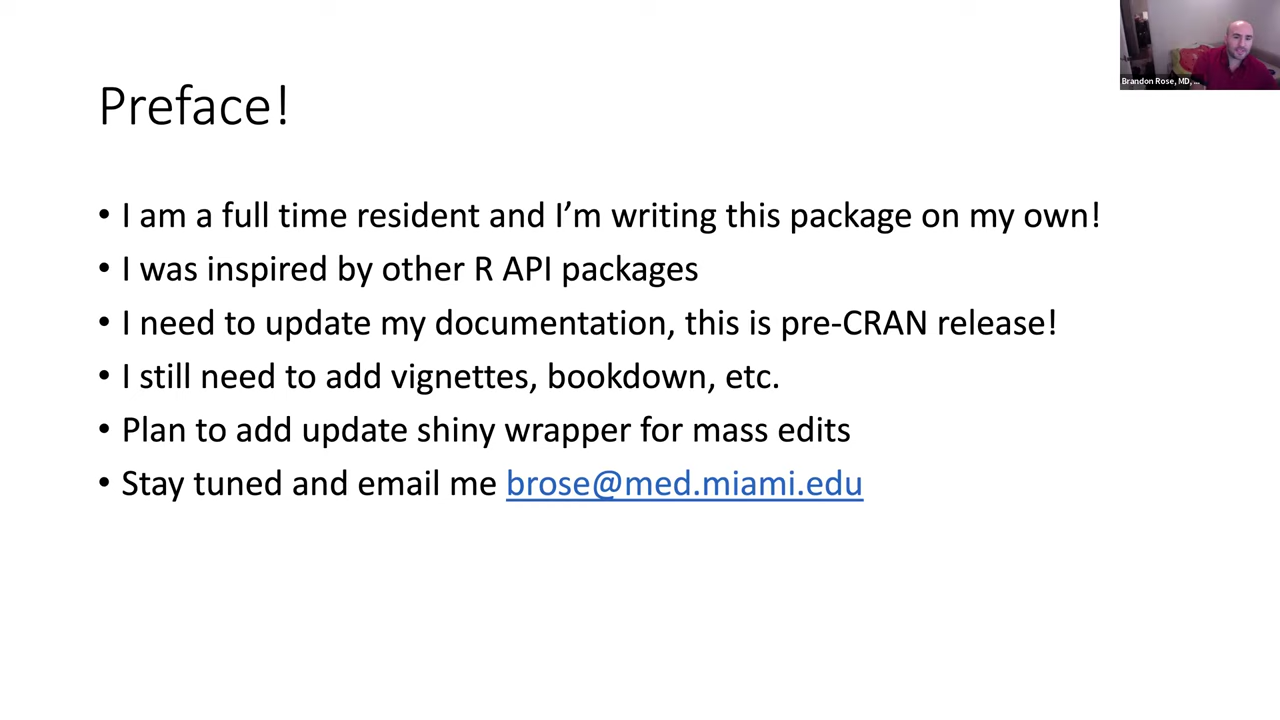 Brandon Rose, MD, ...
Preface!
• I am a full time resident and I’m writing this package on my own!
• I was inspired by other R API packages
• I need to update my documentation, this is pre-CRAN release!
• I still need to add vignettes, bookdown, etc.
• Plan to add update shiny wrapper for mass edits
• Stay tuned and email me brose@med.miami.edu